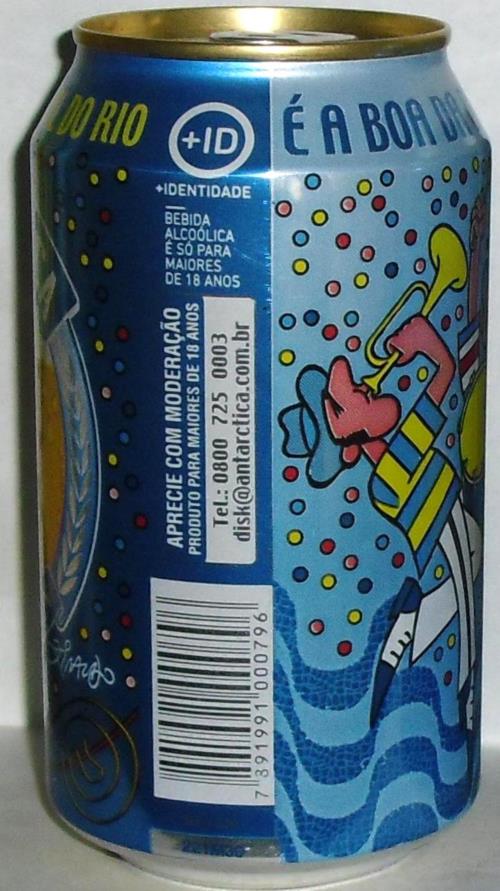 DO RIO
+ID
É A BOA DA
+IDENTIDADE
BEBIDA
ALCOÓLICA
É SÓ PARA
MAIORES
DE 18 ANOS
APRECIE COM MODERAÇÃO
PRODUTO PARA MAIORES DE 18 ANOS
Tel.: 0800 725 0003
disk@antarctica.com.br
7 891991 000796